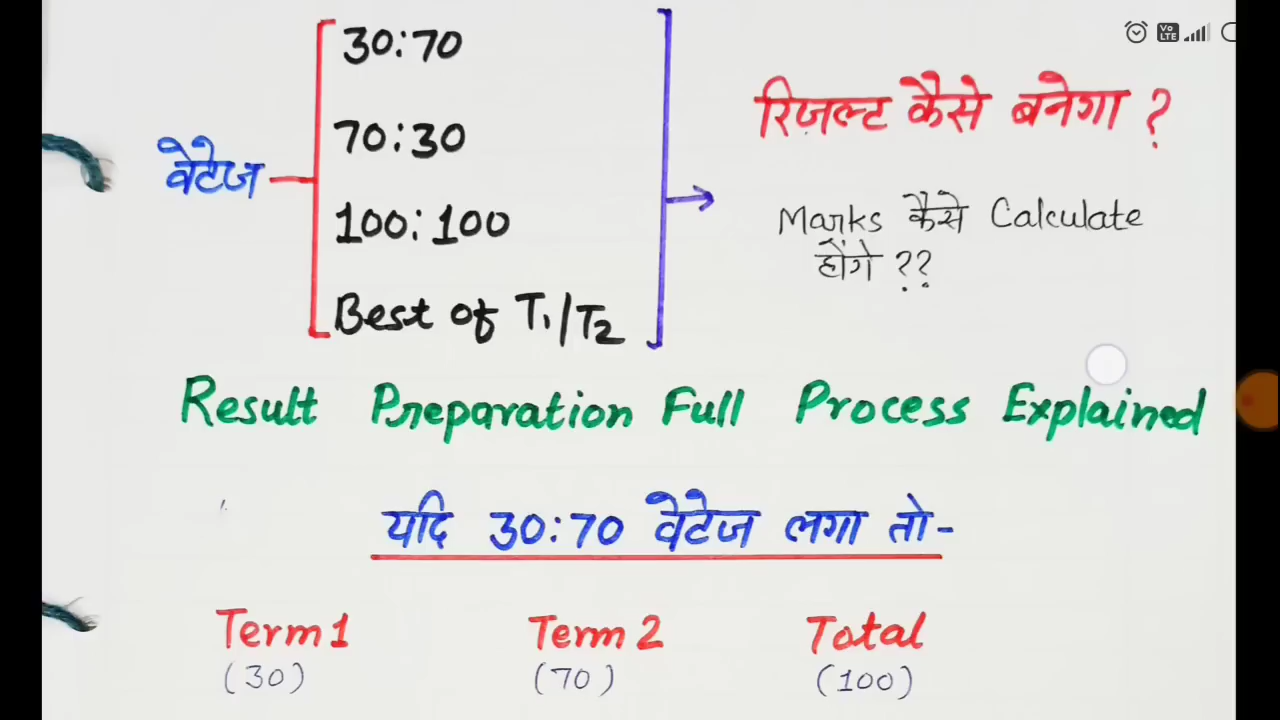 30:70
70:30
वेटेज
100:100
Best of T1/T2
रिज़ल्ट कैसे बनेगा ?
Marks कैसे Calculate
होंगे ??
Result Preparation Full Process Explained
यदि 30:70 वेटेज लगा तो-
Term 1 Term 2 Total
(30) (70) (100)